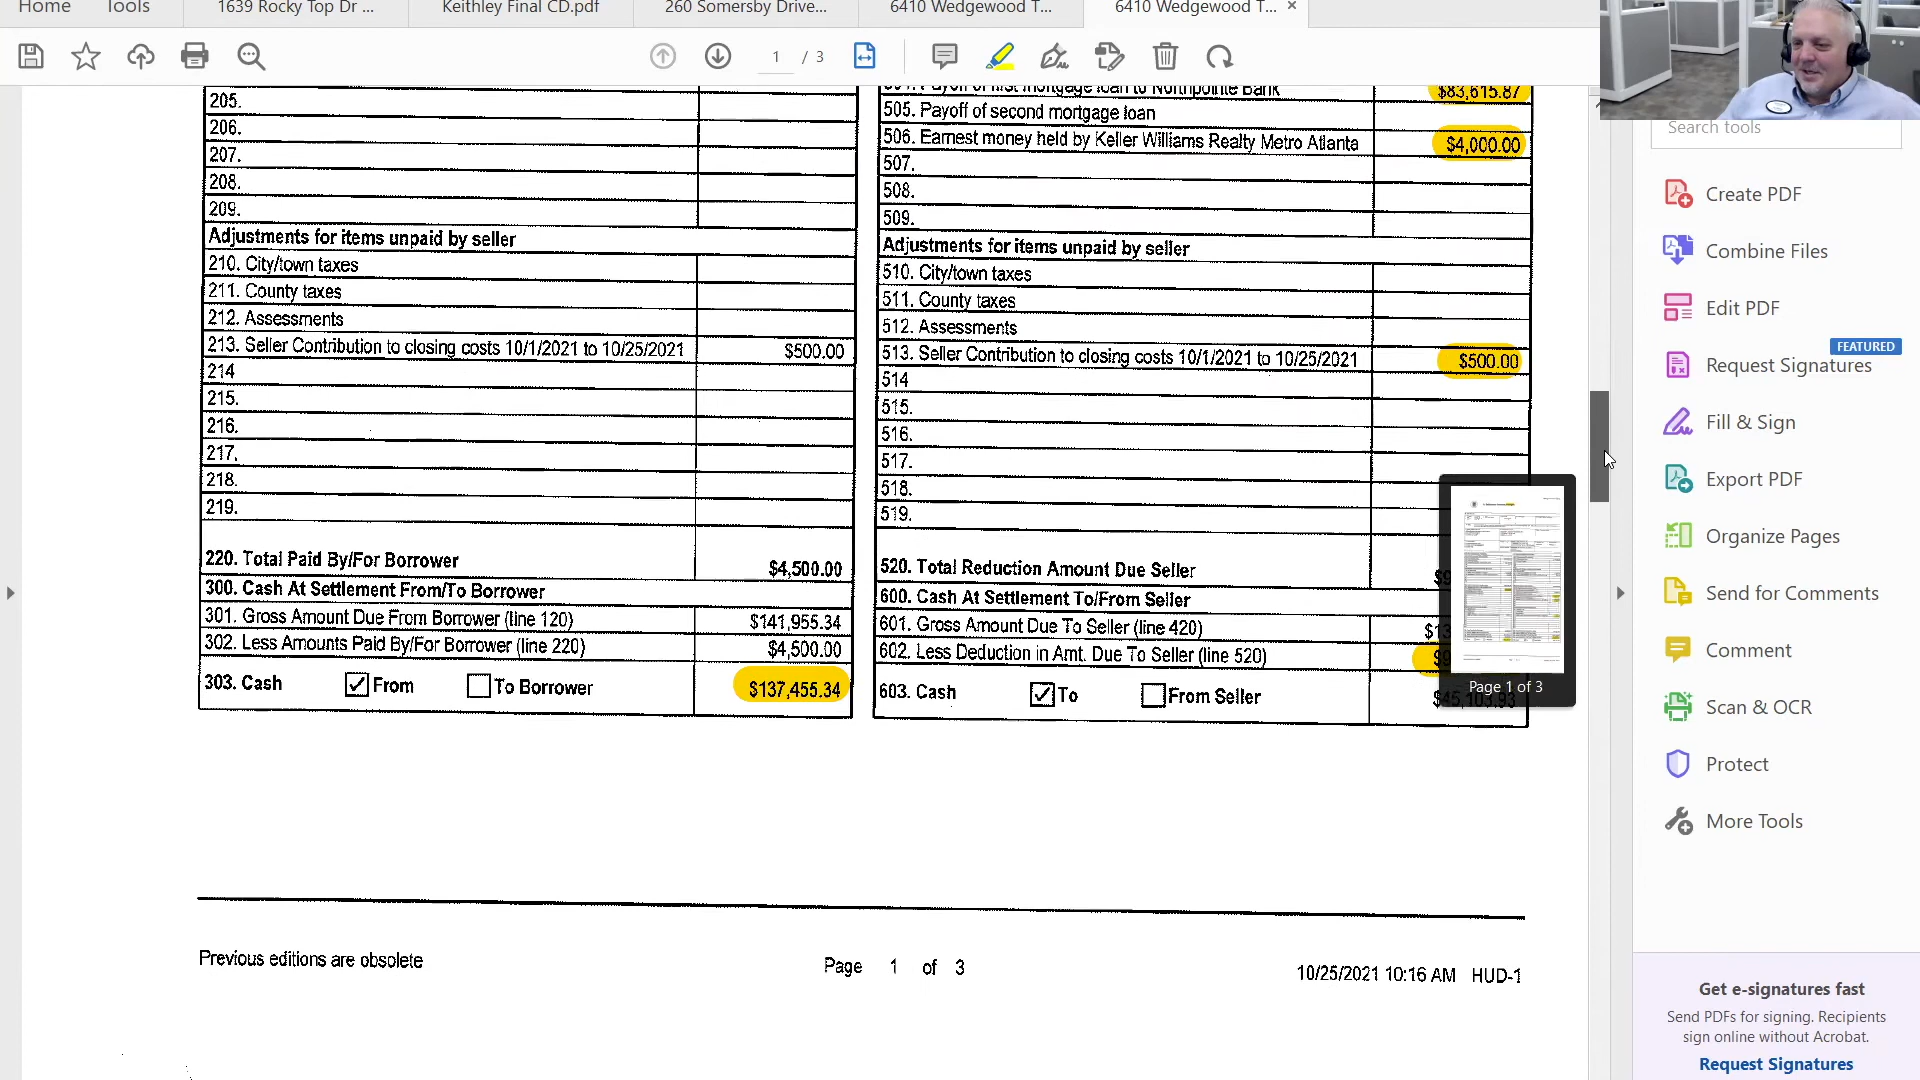 Home Tools 1639 Rocky Top Dr ... Keithley Final CD.pdf 260 Somersby Drive... 6410 Wedgewood T... 6410 Wedgewood T... ×
1 / 3
Search tools
Create PDF
Combine Files
Edit PDF
FEATURED
Request Signatures
Fill & Sign
Export PDF
Organize Pages
Send for Comments
Comment
Scan & OCR
Protect
More Tools
Get e-signatures fast
Send PDFs for signing. Recipients
sign online without Acrobat.
Request Signatures
205.
206.
207.
208.
209.
Adjustments for items unpaid by seller
210. City/town taxes
211. County taxes
212. Assessments
213. Seller Contribution to closing costs 10/1/2021 to 10/25/2021 $500.00
214
215.
216.
217.
218.
219.
220. Total Paid By/For Borrower $4,500.00
300. Cash At Settlement From/To Borrower
301. Gross Amount Due From Borrower (line 120) $141,955.34
302. Less Amounts Paid By/For Borrower (line 220) $4,500.00
303. Cash From To Borrower $137,455.34
Payoff of first mortgage loan to Northpointe Bank $83,615.87
505. Payoff of second mortgage loan
506. Earnest money held by Keller Williams Realty Metro Atlanta $4,000.00
507.
508.
509.
Adjustments for items unpaid by seller
510. City/town taxes
511. County taxes
512. Assessments
513. Seller Contribution to closing costs 10/1/2021 to 10/25/2021 $500.00
514
515.
516.
517.
518.
519.
520. Total Reduction Amount Due Seller
600. Cash At Settlement To/From Seller
601. Gross Amount Due To Seller (line 420)
602. Less Deduction in Amt. Due To Seller (line 520)
603. Cash To From Seller $45,103.93
Page 1 of 3
Previous editions are obsolete Page 1 of 3 10/25/2021 10:16 AM HUD-1